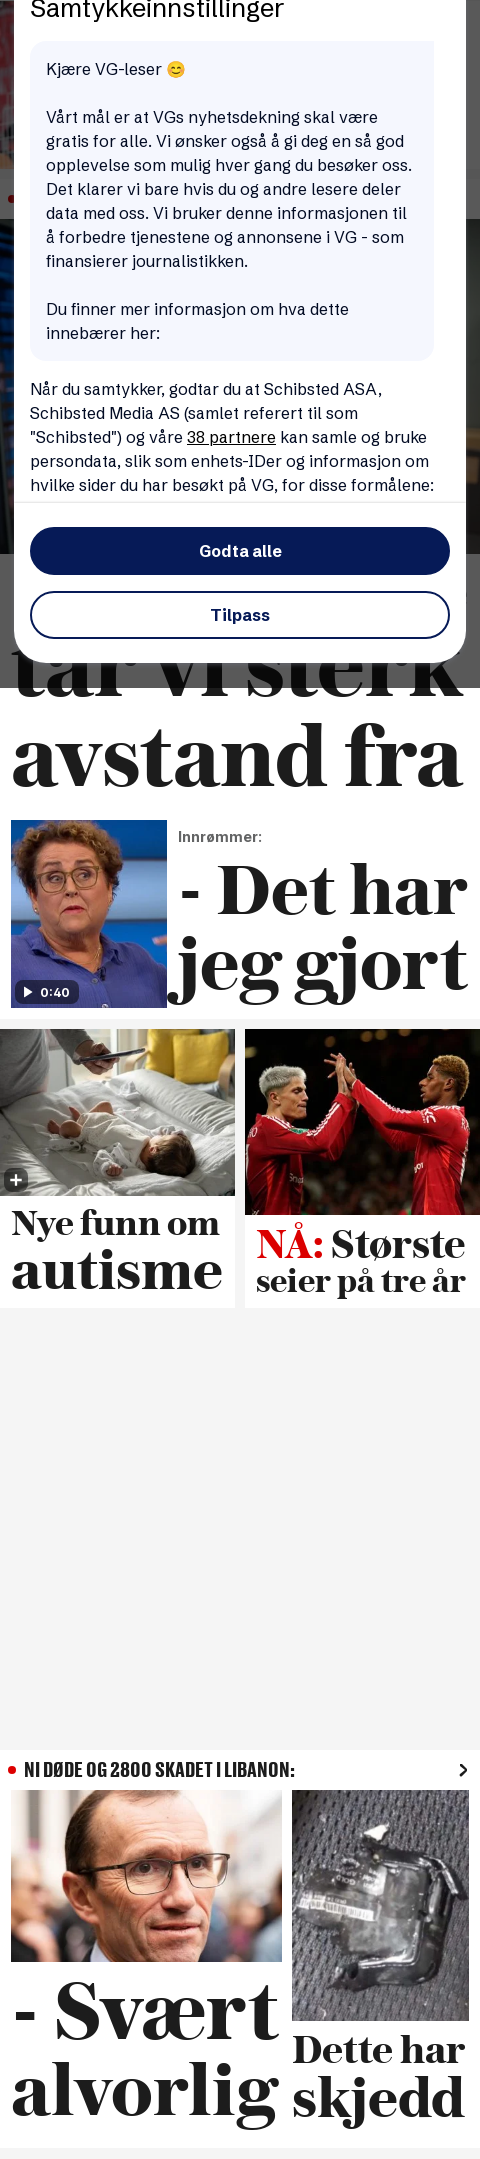 Samtykkeinnstillinger
Kjære VG-leser 😊
Vårt mål er at VGs nyhetsdekning skal være
gratis for alle. Vi ønsker også å gi deg en så god
opplevelse som mulig hver gang du besøker oss.
Det klarer vi bare hvis du og andre lesere deler
data med oss. Vi bruker denne informasjonen til
å forbedre tjenestene og annonsene i VG - som
finansierer journalistikken.
Du finner mer informasjon om hva dette
innebærer her:
Når du samtykker, godtar du at Schibsted ASA,
Schibsted Media AS (samlet referert til som
"Schibsted") og våre 38 partnere kan samle og bruke
persondata, slik som enhets-IDer og informasjon om
hvilke sider du har besøkt på VG, for disse formålene:
Godta alle
Tilpass
tar vi sterk
avstand fra
Innrømmer:
- Det har
jeg gjort
0:40
Nye funn om
autisme
NÅ: Største
seier på tre år
NI DØDE OG 2800 SKADET I LIBANON:
- Svært
alvorlig
Dette har
skjedd